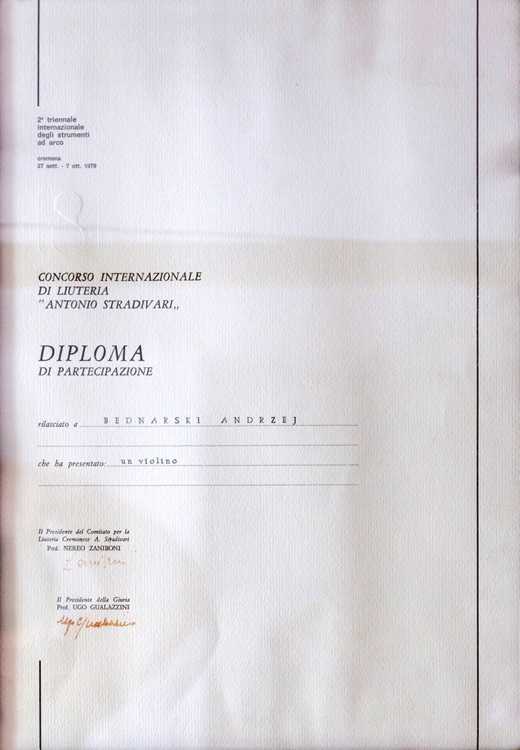 2ª triennale
internazionale
degli strumenti
ad arco
cremona
27 sett. - 7 ott. 1979
CONCORSO INTERNAZIONALE
DI LIUTERIA
"ANTONIO STRADIVARI„
DIPLOMA
DI PARTECIPAZIONE
rilasciato a BEDNARSKI ANDRZEJ
che ha presentato: un violino
Il Presidente del Comitato per la
Liuteria Cremonese A. Stradivari
Prof. NEREO ZANIBONI
Il Presidente della Giuria
Prof. UGO GUALAZZINI
Ugo Gualazzini